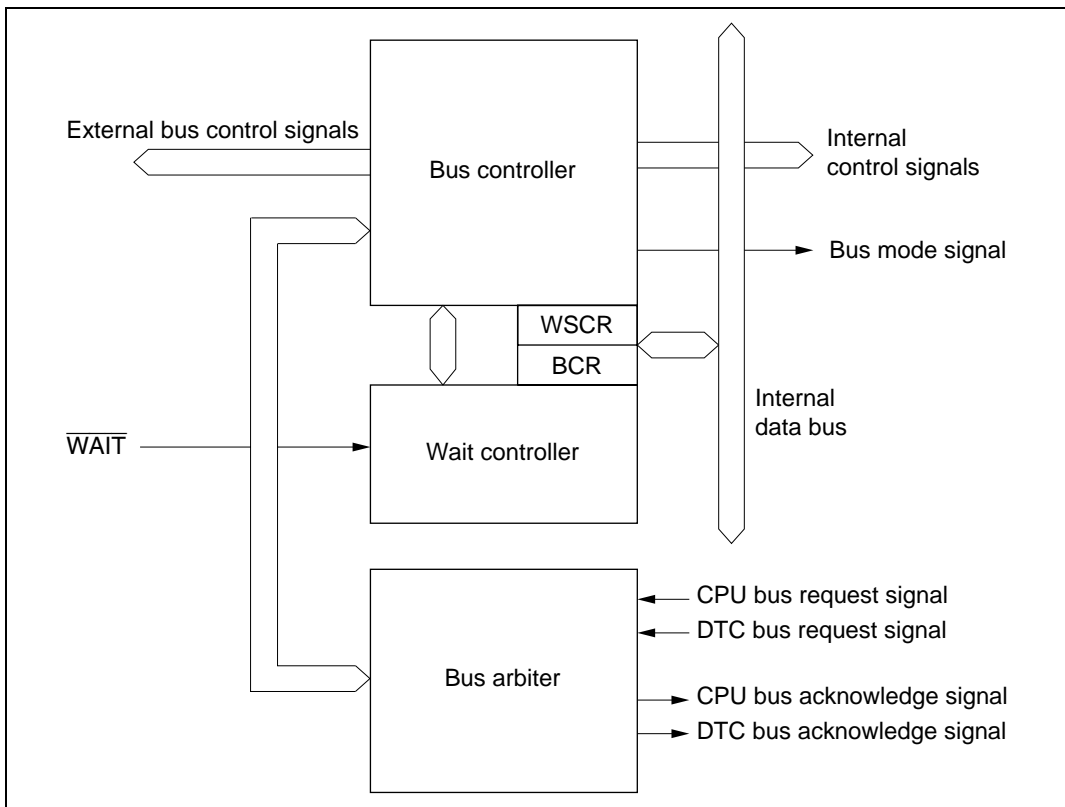 External bus control signals
Bus controller
Internal
control signals
Bus mode signal
WSCR
BCR
Internal
data bus
W̅A̅I̅T̅
Wait controller
CPU bus request signal
DTC bus request signal
Bus arbiter
CPU bus acknowledge signal
DTC bus acknowledge signal